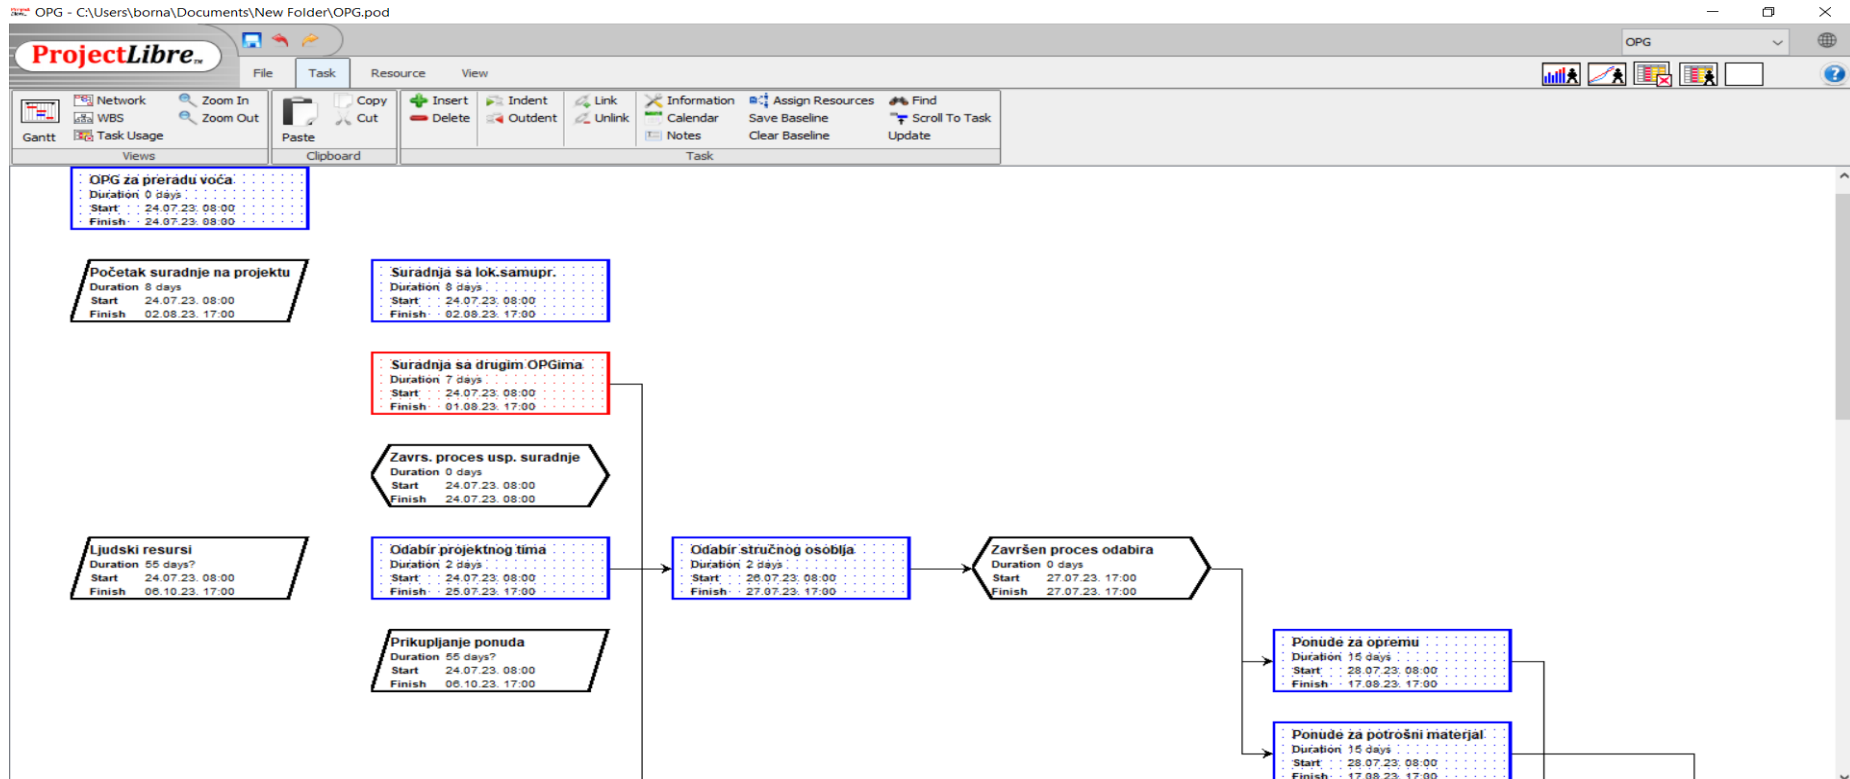 OPG - C:\Users\borna\Documents\New Folder\OPG.pod
ProjectLibre™
OPG
File Task Resource View
Gantt
Network
WBS
Task Usage
Zoom In
Zoom Out
Views
Paste
Copy
Cut
Clipboard
Insert
Delete
Indent
Outdent
Link
Unlink
Information
Calendar
Notes
Assign Resources
Save Baseline
Clear Baseline
Find
Scroll To Task
Update
Task
OPG za preradu voća
Duration 0 days
Start 24.07.23. 08:00
Finish 24.07.23. 08:00
Početak suradnje na projektu
Duration 8 days
Start 24.07.23. 08:00
Finish 02.08.23. 17:00
Suradnja sa lok.samupr.
Duration 8 days
Start 24.07.23. 08:00
Finish 02.08.23. 17:00
Suradnja sa drugim OPGima
Duration 7 days
Start 24.07.23. 08:00
Finish 01.08.23. 17:00
Zavrs. proces usp. suradnje
Duration 0 days
Start 24.07.23. 08:00
Finish 24.07.23. 08:00
Ljudski resursi
Duration 55 days?
Start 24.07.23. 08:00
Finish 06.10.23. 17:00
Odabir projektnog tima
Duration 2 days
Start 24.07.23. 08:00
Finish 25.07.23. 17:00
Odabir stručnog osoblja
Duration 2 days
Start 26.07.23. 08:00
Finish 27.07.23. 17:00
Završen proces odabira
Duration 0 days
Start 27.07.23. 17:00
Finish 27.07.23. 17:00
Prikupljanje ponuda
Duration 55 days?
Start 24.07.23. 08:00
Finish 06.10.23. 17:00
Ponude za opremu
Duration 15 days
Start 28.07.23. 08:00
Finish 17.08.23. 17:00
Ponude za potrošni materjal
Duration 15 days
Start 28.07.23. 08:00
Finish 17.08.23. 17:00